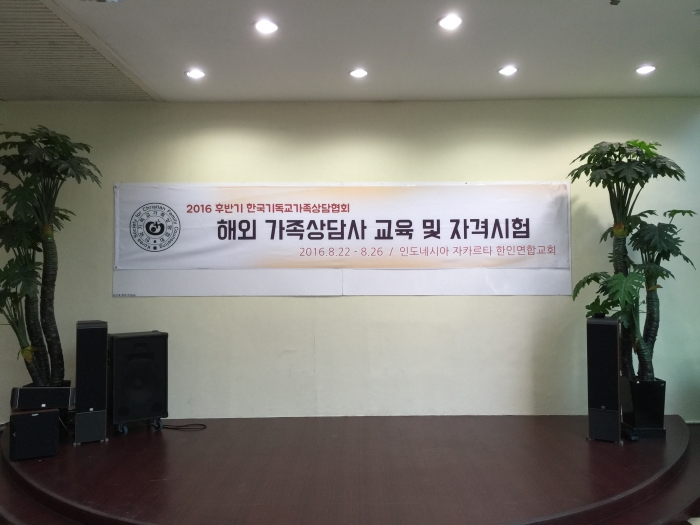 2016 후반기 한국기독교가족상담협회
해외 가족상담사 교육 및 자격시험
2016.8.22 - 8.26 / 인도네시아 자카르타 한인연합교회